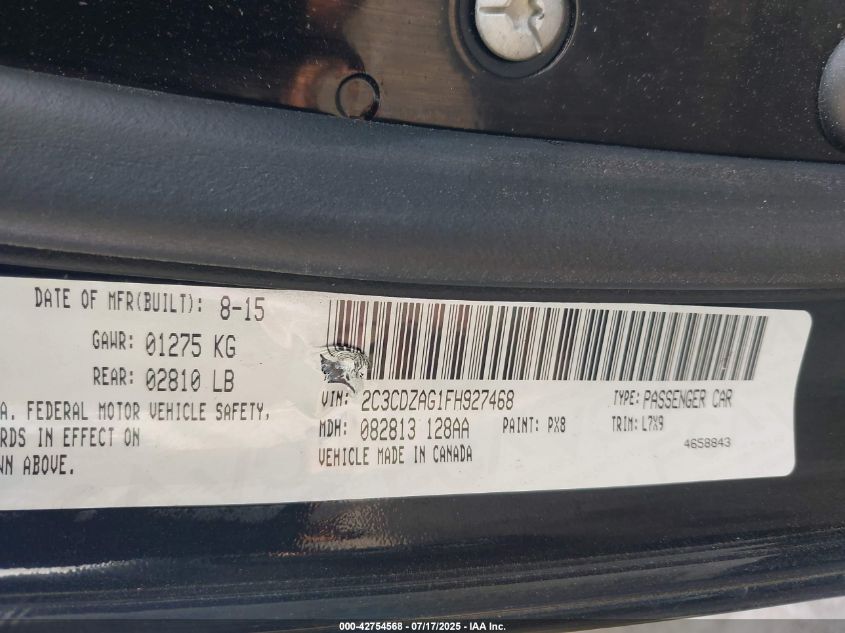 DATE OF MFR(BUILT): 8-15
GAWR: 01275 KG
REAR: 02810 LB
A. FEDERAL MOTOR VEHICLE SAFETY,
RDS IN EFFECT ON
WN ABOVE.
VIN: 2C3CDZAG1FH927468 TYPE: PASSENGER CAR
MDH: 082813 128AA PAINT: PX8 TRIM: L7X9
VEHICLE MADE IN CANADA 4658843
000-42754568 - 07/17/2025 - IAA Inc.